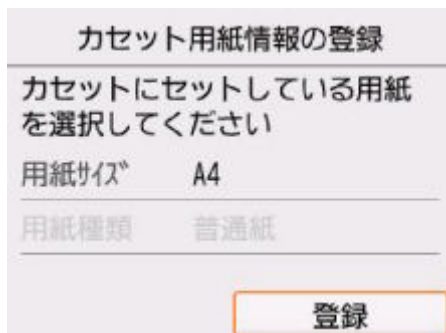 カセット用紙情報の登録
カセットにセットしている用紙
を選択してください
用紙ｻｲｽﾞ A4
用紙種類 普通紙
登録